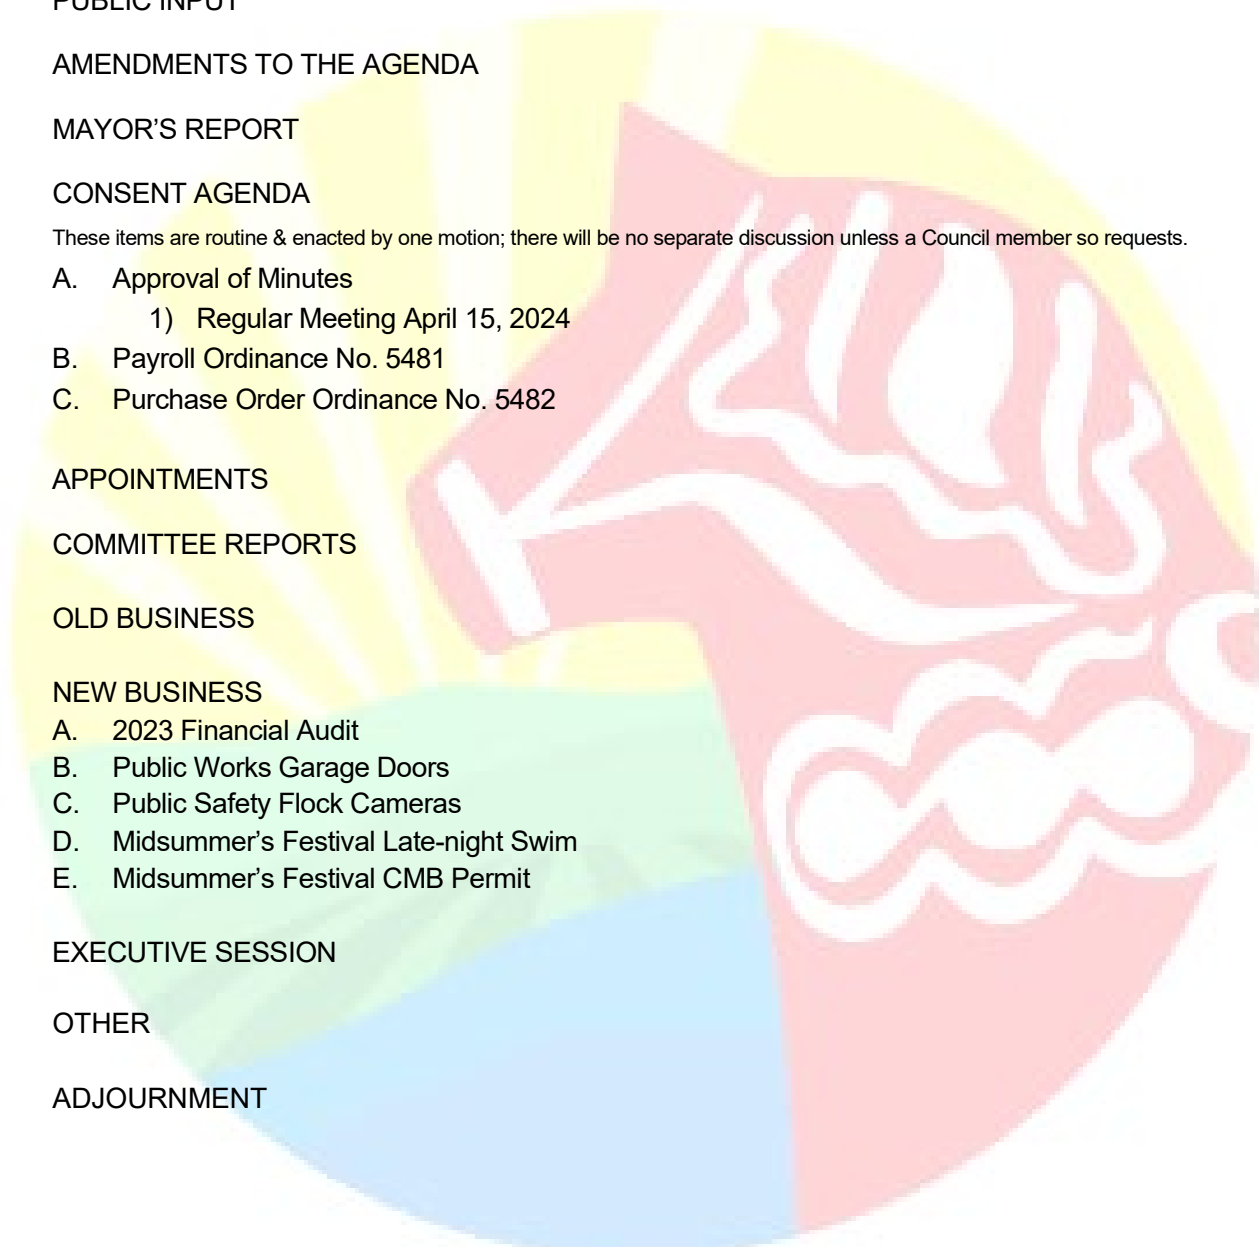 PUBLIC INPUT
AMENDMENTS TO THE AGENDA
MAYOR’S REPORT
CONSENT AGENDA
These items are routine & enacted by one motion; there will be no separate discussion unless a Council member so requests.
A. Approval of Minutes
1) Regular Meeting April 15, 2024
B. Payroll Ordinance No. 5481
C. Purchase Order Ordinance No. 5482
APPOINTMENTS
COMMITTEE REPORTS
OLD BUSINESS
NEW BUSINESS
A. 2023 Financial Audit
B. Public Works Garage Doors
C. Public Safety Flock Cameras
D. Midsummer’s Festival Late-night Swim
E. Midsummer’s Festival CMB Permit
EXECUTIVE SESSION
OTHER
ADJOURNMENT